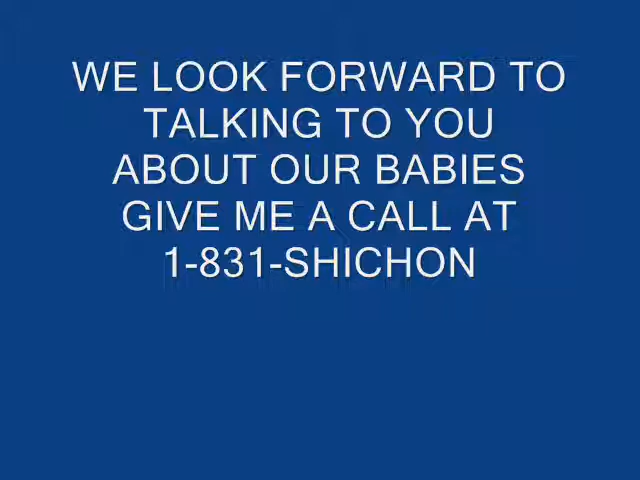 WE LOOK FORWARD TO
TALKING TO YOU
ABOUT OUR BABIES
GIVE ME A CALL AT
1-831-SHICHON